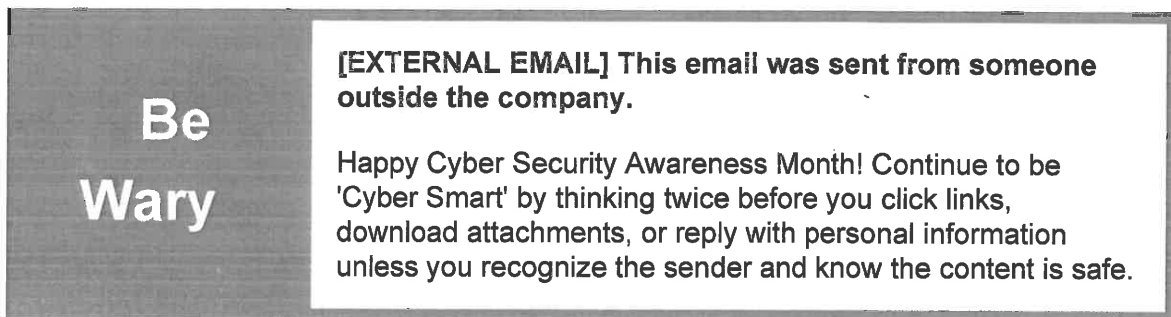 Be
Wary
[EXTERNAL EMAIL] This email was sent from someone
outside the company.
Happy Cyber Security Awareness Month! Continue to be
'Cyber Smart' by thinking twice before you click links,
download attachments, or reply with personal information
unless you recognize the sender and know the content is safe.